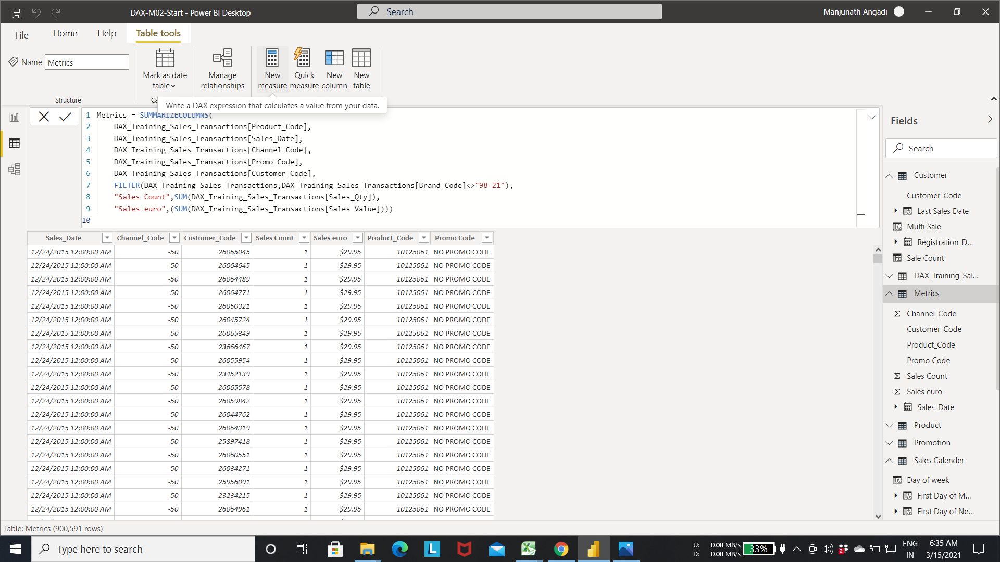 DAX-M02-Start - Power BI Desktop
Search
Manjunath Angadi
File
Home
Help
Table tools
Name
Metrics
Mark as date
table
Manage
relationships
New
measure
Quick
measure
New
column
New
table
Structure
Ca
Write a DAX expression that calculates a value from your data.
1 Metrics = SUMMARIZECOLUMNS(
2 DAX_Training_Sales_Transactions[Product_Code],
3 DAX_Training_Sales_Transactions[Sales_Date],
4 DAX_Training_Sales_Transactions[Channel_Code],
5 DAX_Training_Sales_Transactions[Promo Code],
6 DAX_Training_Sales_Transactions[Customer_Code],
7 FILTER(DAX_Training_Sales_Transactions,DAX_Training_Sales_Transactions[Brand_Code]<>"98-21"),
8 "Sales Count",SUM(DAX_Training_Sales_Transactions[Sales_Qty]),
9 "Sales euro",(SUM(DAX_Training_Sales_Transactions[Sales Value])))
10
Sales_Date Channel_Code Customer_Code Sales Count Sales euro Product_Code Promo Code
12/24/2015 12:00:00 AM -50 26065045 1 $29.95 10125061 NO PROMO CODE
12/24/2015 12:00:00 AM -50 26064645 1 $29.95 10125061 NO PROMO CODE
12/24/2015 12:00:00 AM -50 26064489 1 $29.95 10125061 NO PROMO CODE
12/24/2015 12:00:00 AM -50 26064771 1 $29.95 10125061 NO PROMO CODE
12/24/2015 12:00:00 AM -50 26050321 1 $29.95 10125061 NO PROMO CODE
12/24/2015 12:00:00 AM -50 26045724 1 $29.95 10125061 NO PROMO CODE
12/24/2015 12:00:00 AM -50 26065349 1 $29.95 10125061 NO PROMO CODE
12/24/2015 12:00:00 AM -50 23666467 1 $29.95 10125061 NO PROMO CODE
12/24/2015 12:00:00 AM -50 26055954 1 $29.95 10125061 NO PROMO CODE
12/24/2015 12:00:00 AM -50 23452139 1 $29.95 10125061 NO PROMO CODE
12/24/2015 12:00:00 AM -50 26065578 1 $29.95 10125061 NO PROMO CODE
12/24/2015 12:00:00 AM -50 26059842 1 $29.95 10125061 NO PROMO CODE
12/24/2015 12:00:00 AM -50 26044762 1 $29.95 10125061 NO PROMO CODE
12/24/2015 12:00:00 AM -50 26064319 1 $29.95 10125061 NO PROMO CODE
12/24/2015 12:00:00 AM -50 25897418 1 $29.95 10125061 NO PROMO CODE
12/24/2015 12:00:00 AM -50 26060551 1 $29.95 10125061 NO PROMO CODE
12/24/2015 12:00:00 AM -50 26034271 1 $29.95 10125061 NO PROMO CODE
12/24/2015 12:00:00 AM -50 25956091 1 $29.95 10125061 NO PROMO CODE
12/24/2015 12:00:00 AM -50 23234215 1 $29.95 10125061 NO PROMO CODE
12/24/2015 12:00:00 AM -50 26064961 1 $29.95 10125061 NO PROMO CODE
Fields
Search
Customer
Customer_Code
Last Sales Date
Multi Sale
Registration_D...
Sale Count
DAX_Training_Sal...
Metrics
Channel_Code
Customer_Code
Product_Code
Promo Code
Sales Count
Sales euro
Sales_Date
Product
Promotion
Sales Calender
Day of week
First Day of M...
First Day of Ne...
Table: Metrics (900,591 rows)
Type here to search
U: 0.00 MB/s
D: 0.00 MB/s
33%
2
ENG
IN
6:35 AM
3/15/2021